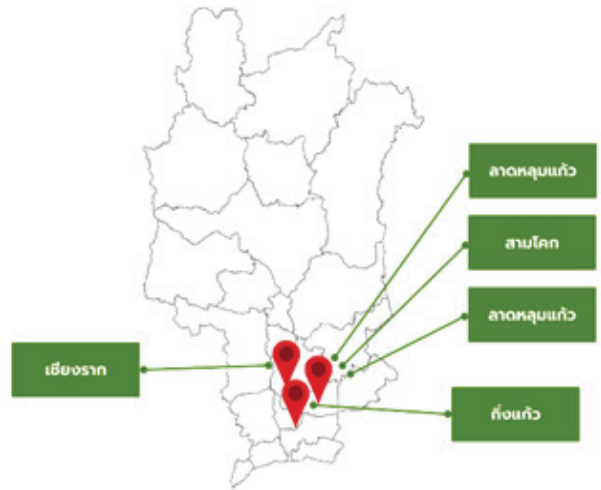 ลาดหลุมแก้ว
สามโคก
ลาดหลุมแก้ว
เชียงราก
กิ่งแก้ว